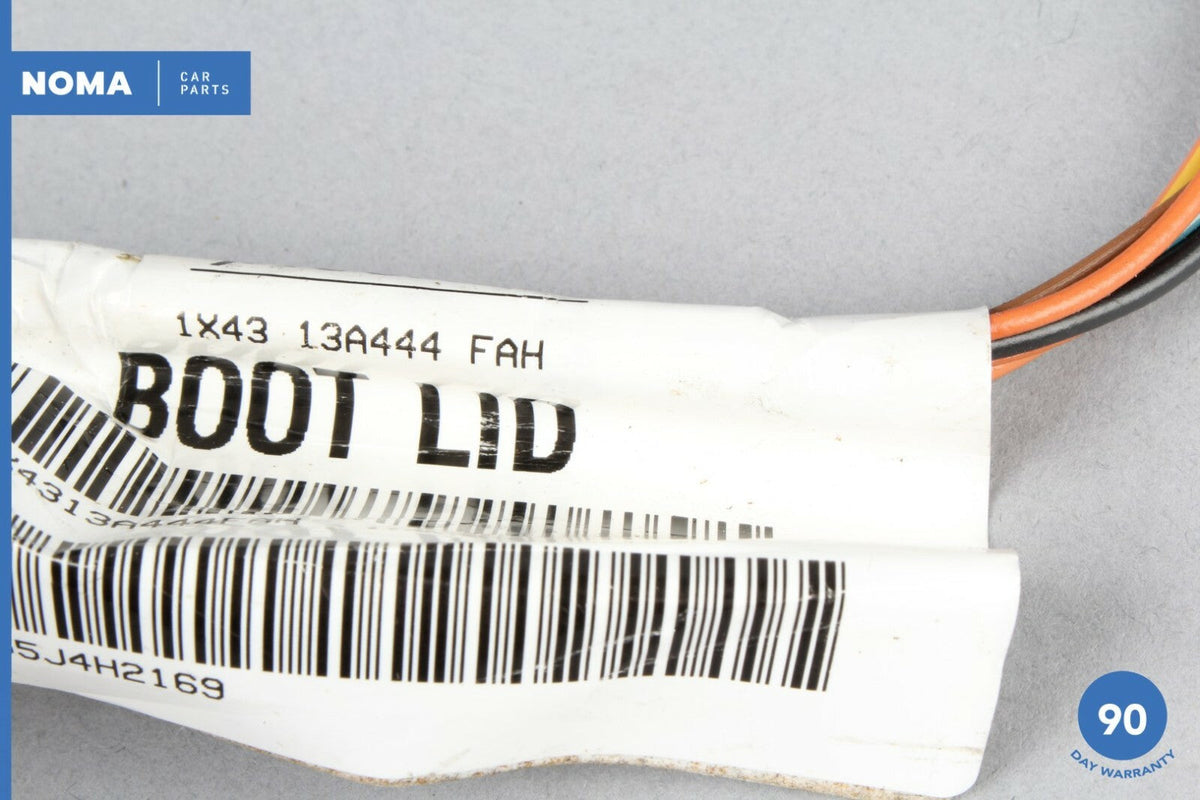 NOMA
CAR
PARTS
1X43 13A444 FAH
BOOT LID
5J4H2169
90
DAY WARRANTY